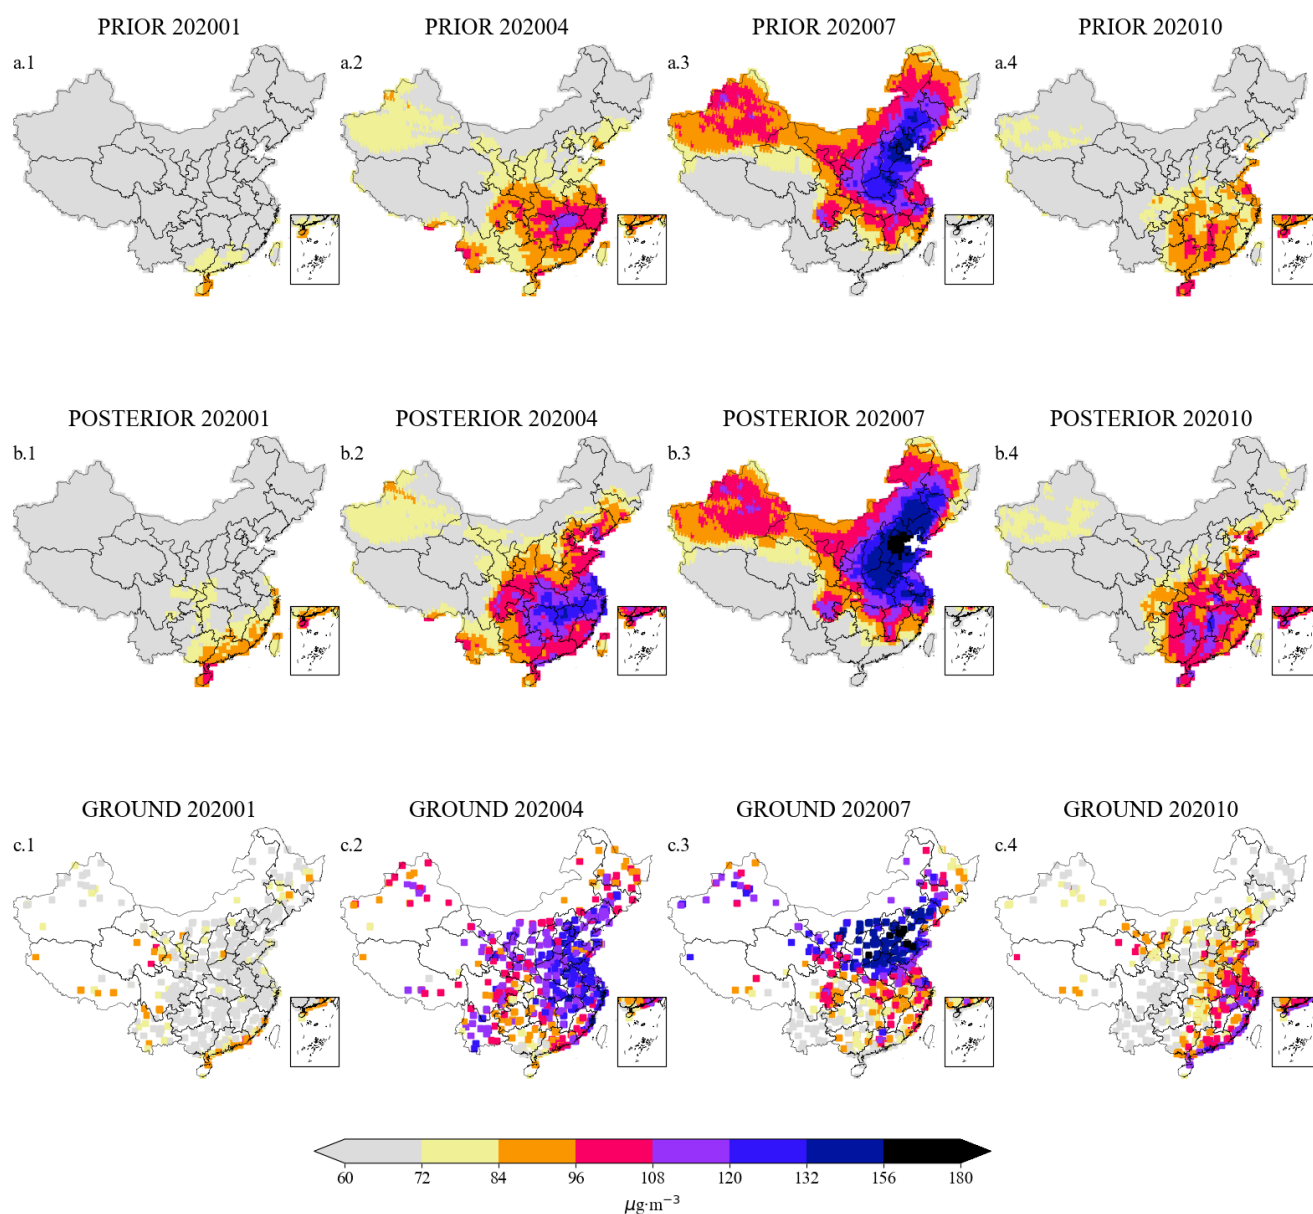 PRIOR 202001 PRIOR 202004 PRIOR 202007 PRIOR 202010
a.1 a.2 a.3 a.4
POSTERIOR 202001 POSTERIOR 202004 POSTERIOR 202007 POSTERIOR 202010
b.1 b.2 b.3 b.4
GROUND 202001 GROUND 202004 GROUND 202007 GROUND 202010
c.1 c.2 c.3 c.4
60 72 84 96 108 120 132 156 180
μg·m⁻³